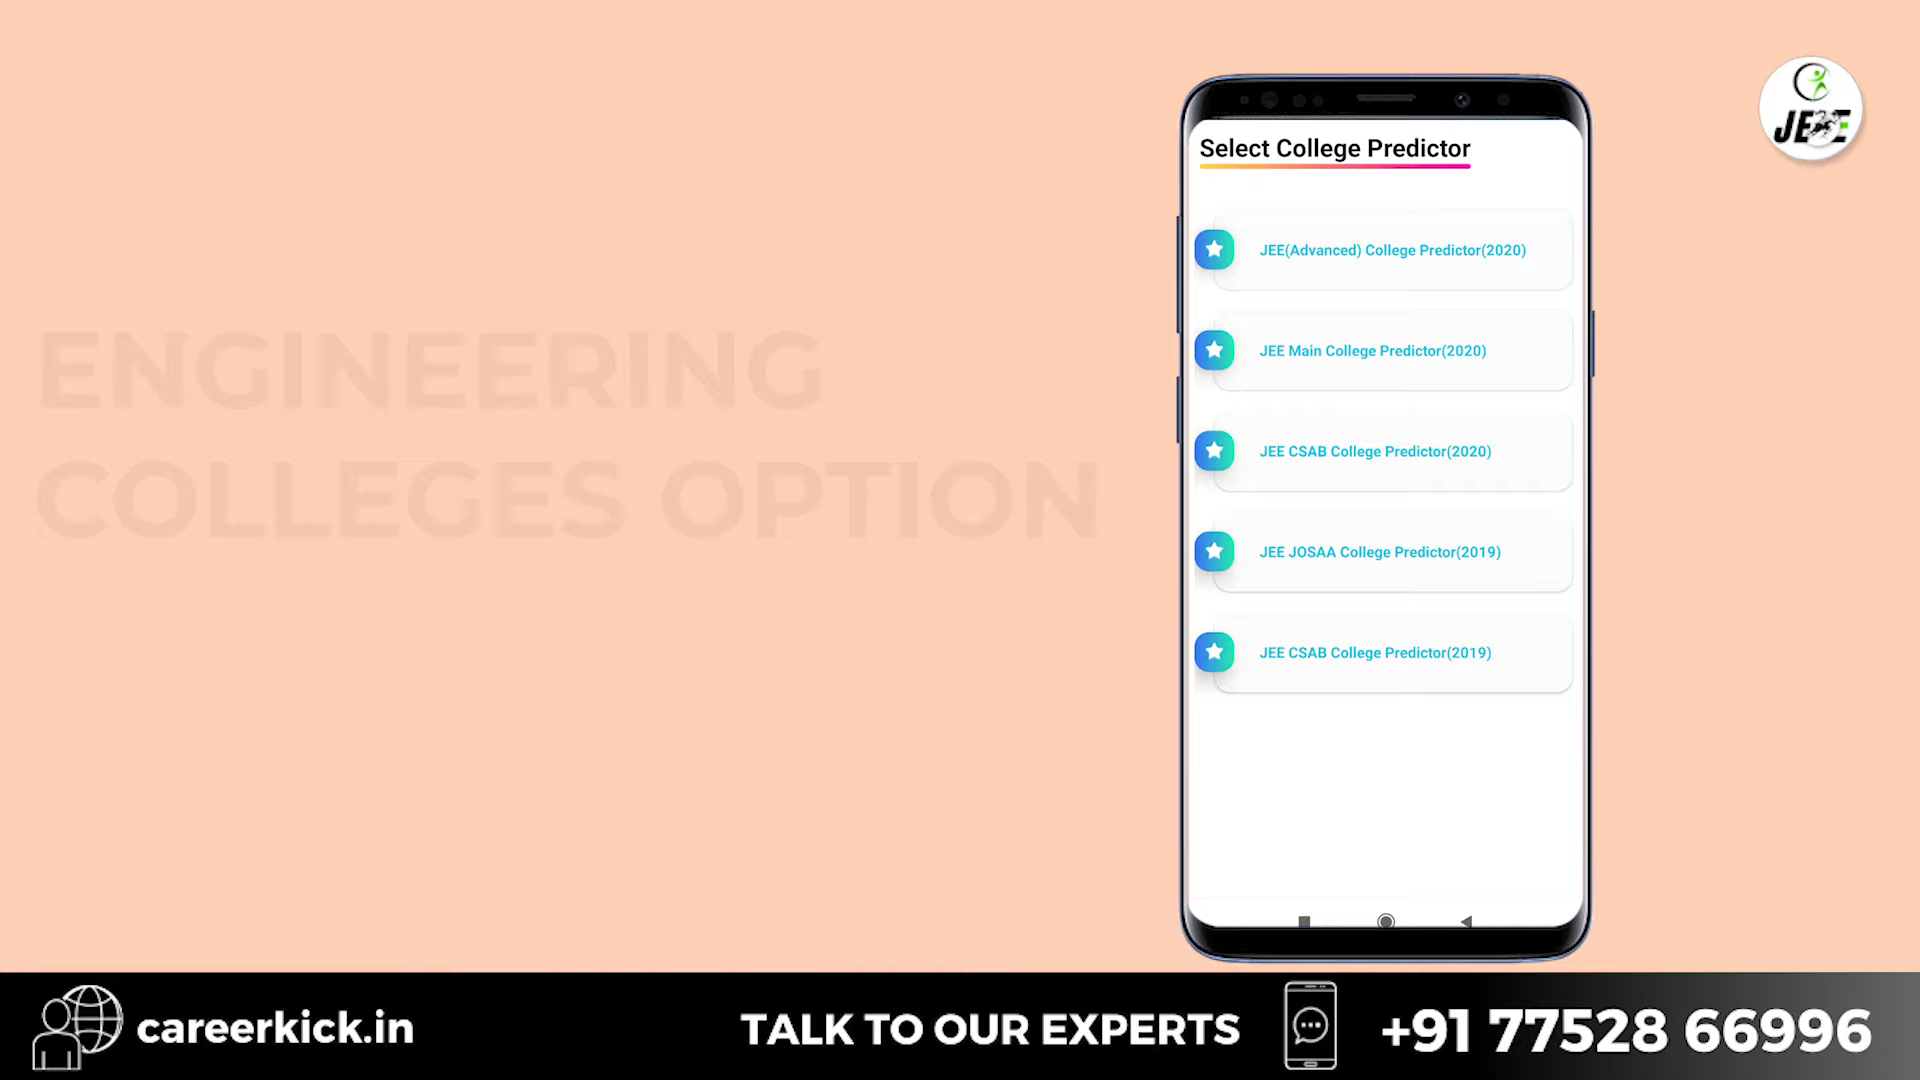 ENGINEERING
COLLEGES OPTION
Select College Predictor
JEE(Advanced) College Predictor(2020)
JEE Main College Predictor(2020)
JEE CSAB College Predictor(2020)
JEE JOSAA College Predictor(2019)
JEE CSAB College Predictor(2019)
JEE
careerkick.in
TALK TO OUR EXPERTS
+91 77528 66996